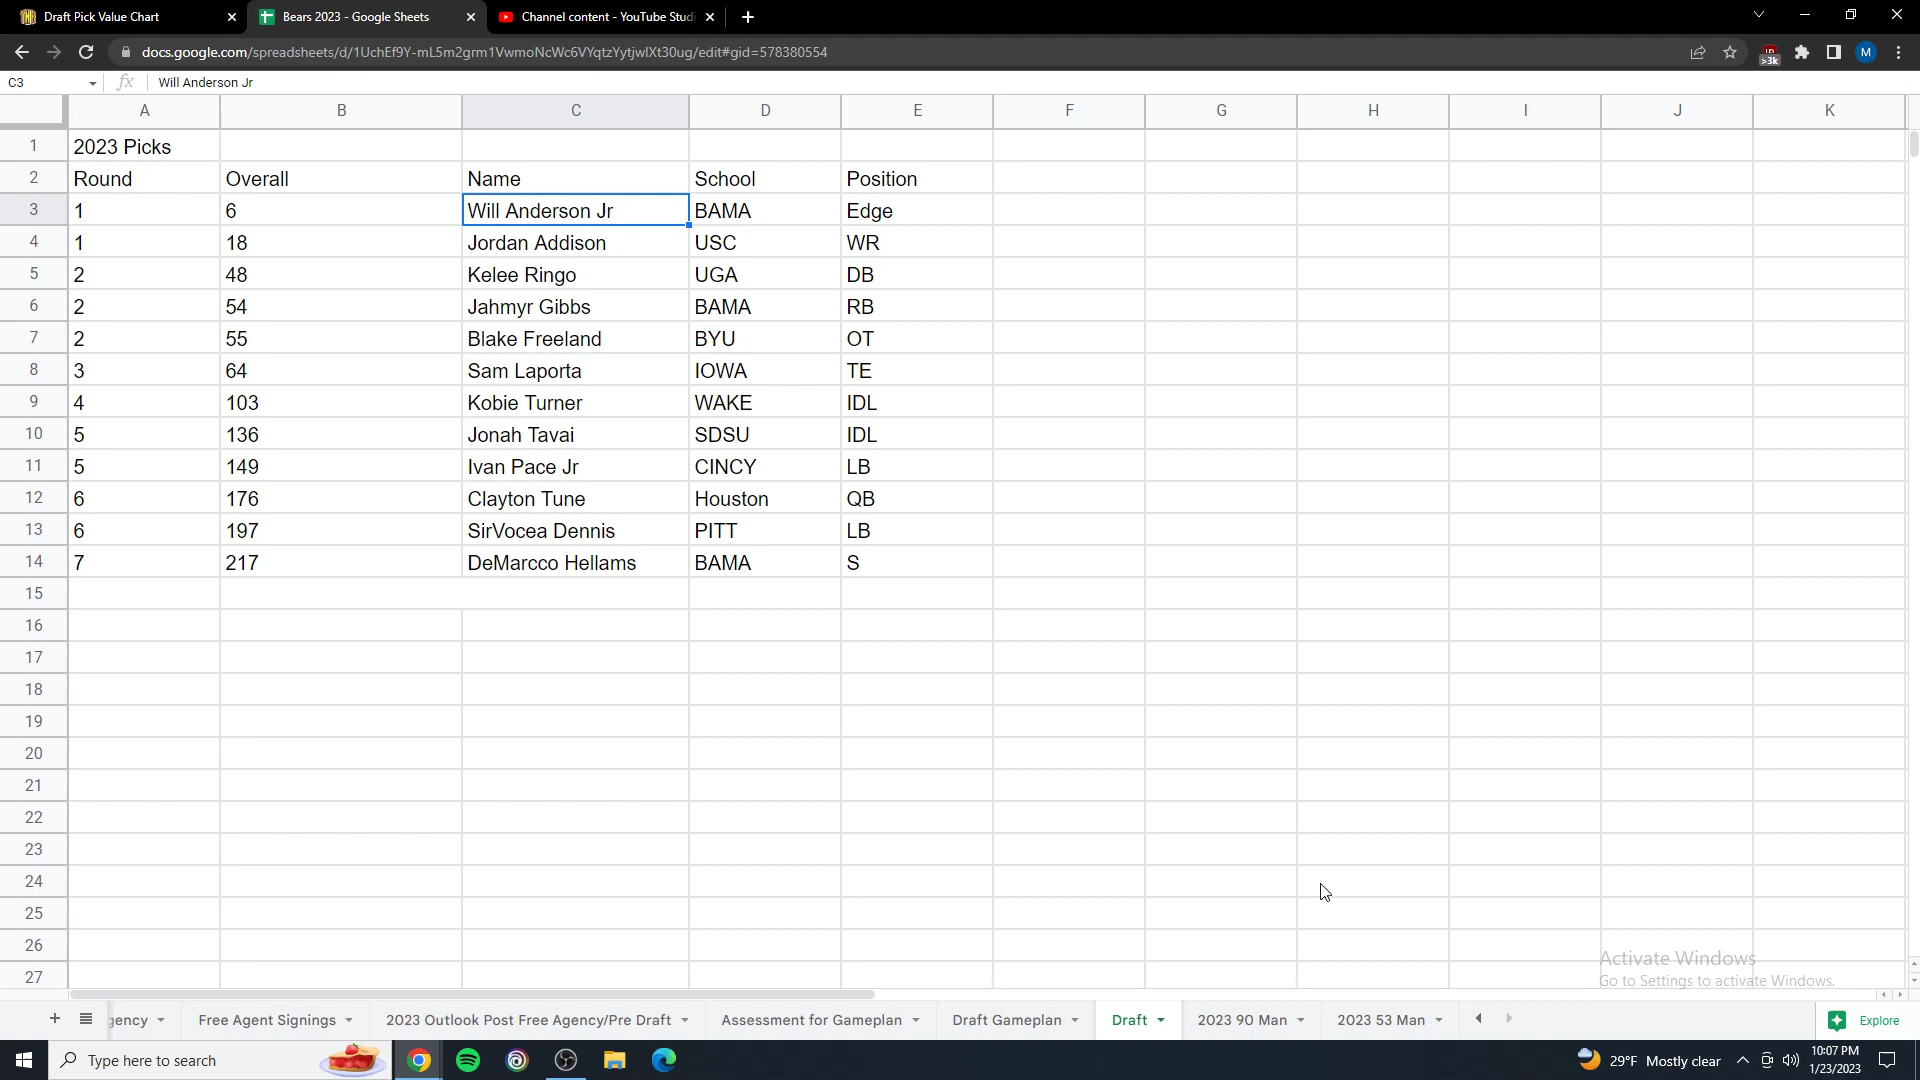 Draft Pick Value Chart
Bears 2023 - Google Sheets
Channel content - YouTube Studi
docs.google.com/spreadsheets/d/1UchEf9Y-mL5m2grm1VwmoNcWc6VYqtzYytjwIXt30ug/edit#gid=578380554
>3k
M
C3 fx Will Anderson Jr
A B C D E F G H I J K
1 2023 Picks
2 Round Overall Name School Position
3 1 6 Will Anderson Jr BAMA Edge
4 1 18 Jordan Addison USC WR
5 2 48 Kelee Ringo UGA DB
6 2 54 Jahmyr Gibbs BAMA RB
7 2 55 Blake Freeland BYU OT
8 3 64 Sam Laporta IOWA TE
9 4 103 Kobie Turner WAKE IDL
10 5 136 Jonah Tavai SDSU IDL
11 5 149 Ivan Pace Jr CINCY LB
12 6 176 Clayton Tune Houston QB
13 6 197 SirVocea Dennis PITT LB
14 7 217 DeMarcco Hellams BAMA S
15
16
17
18
19
20
21
22
23
24
25
26
27
Activate Windows
Go to Settings to activate Windows.
gency Free Agent Signings 2023 Outlook Post Free Agency/Pre Draft Assessment for Gameplan Draft Gameplan Draft 2023 90 Man 2023 53 Man Explore
Type here to search
29°F Mostly clear
10:07 PM
1/23/2023